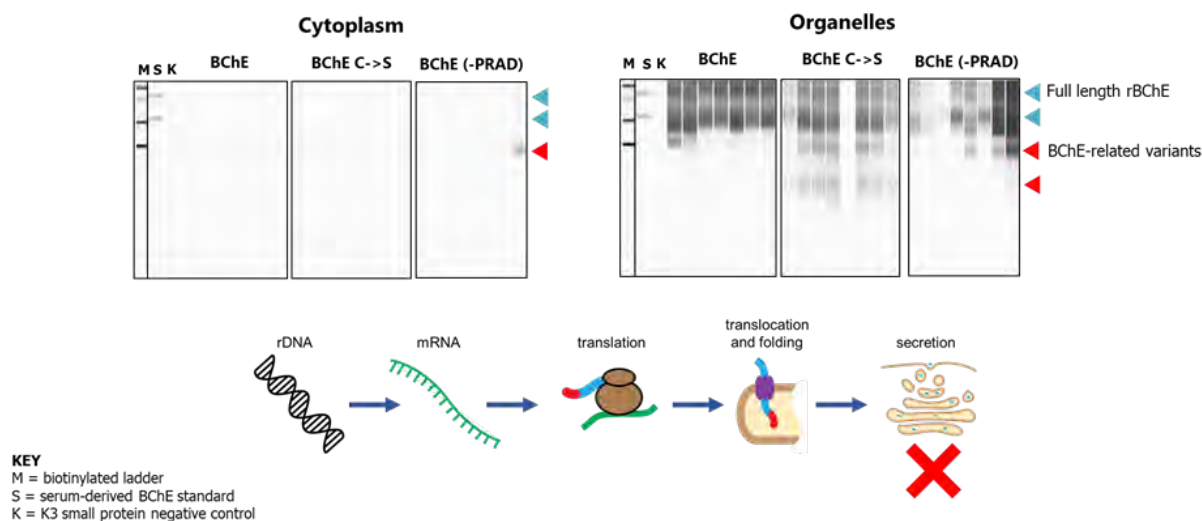 Cytoplasm
Organelles
M S K
BChE
BChE C->S
BChE (-PRAD)
M S K
BChE
BChE C->S
BChE (-PRAD)
Full length rBChE
BChE-related variants
rDNA
mRNA
translation
translocation
and folding
secretion
KEY
M = biotinylated ladder
S = serum-derived BChE standard
K = K3 small protein negative control